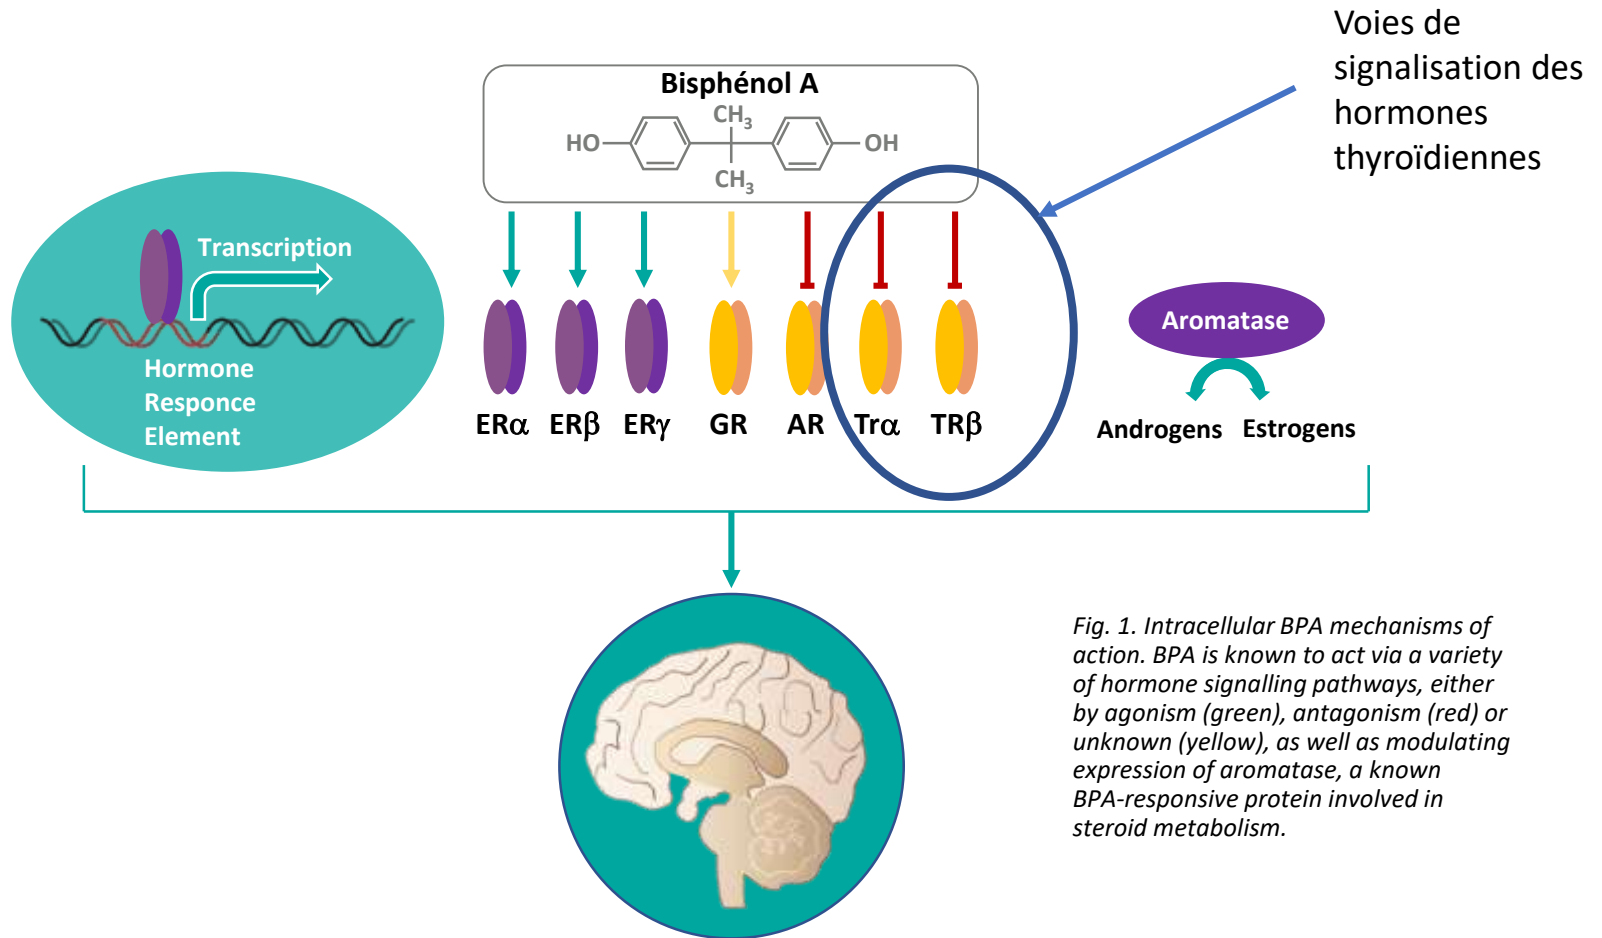 Voies de
signalisation des
hormones
thyroïdiennes
Bisphénol A
CH₃
HO
OH
CH₃
Transcription
Hormone
Responce
Element
ERα ERβ ERγ GR AR Trα TRβ
Aromatase
Androgens Estrogens
Fig. 1. Intracellular BPA mechanisms of
action. BPA is known to act via a variety
of hormone signalling pathways, either
by agonism (green), antagonism (red) or
unknown (yellow), as well as modulating
expression of aromatase, a known
BPA-responsive protein involved in
steroid metabolism.